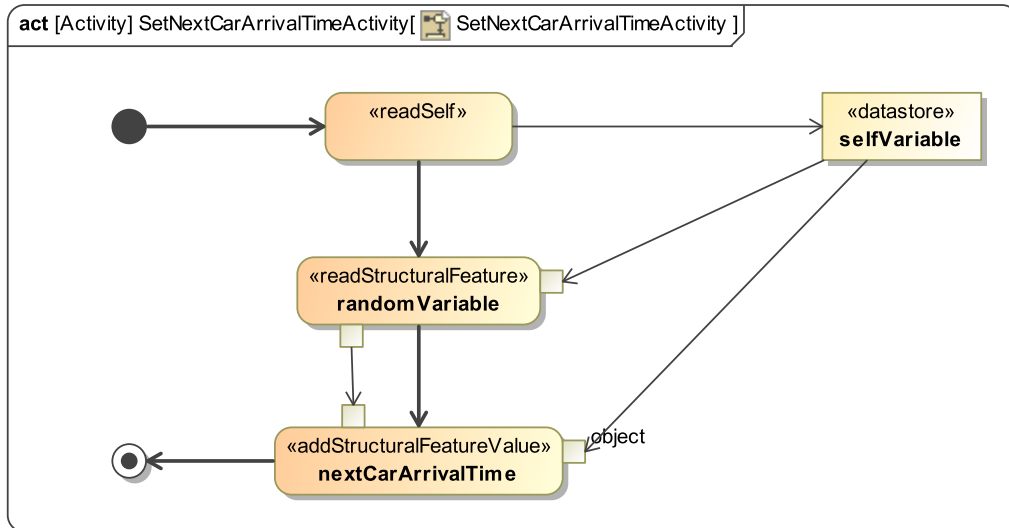 act [Activity] SetNextCarArrivalTimeActivity[ SetNextCarArrivalTimeActivity ]
«readSelf»
«datastore»
selfVariable
«readStructuralFeature»
randomVariable
object
«addStructuralFeatureValue»
nextCarArrivalTime